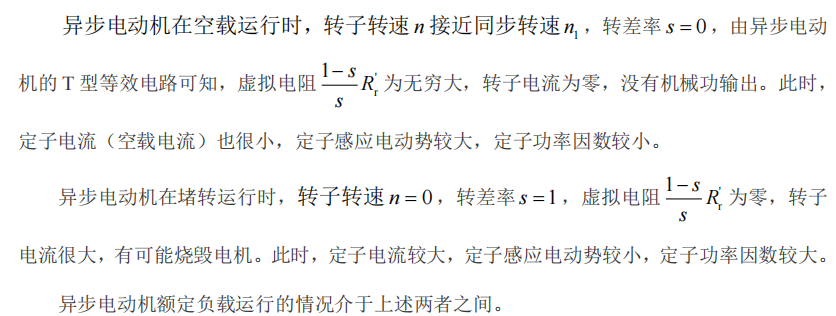 异步电动机在空载运行时，转子转速 n 接近同步转速 n₁，转差率 s = 0，由异步电动
机的 T 型等效电路可知，虚拟电阻 \frac{1-s}{s}R_r' 为无穷大，转子电流为零，没有机械功输出。此时，
定子电流（空载电流）也很小，定子感应电动势较大，定子功率因数较小。
异步电动机在堵转运行时，转子转速 n = 0，转差率 s = 1，虚拟电阻 \frac{1-s}{s}R_r' 为零，转子
电流很大，有可能烧毁电机。此时，定子电流较大，定子感应电动势较小，定子功率因数较大。
异步电动机额定负载运行的情况介于上述两者之间。